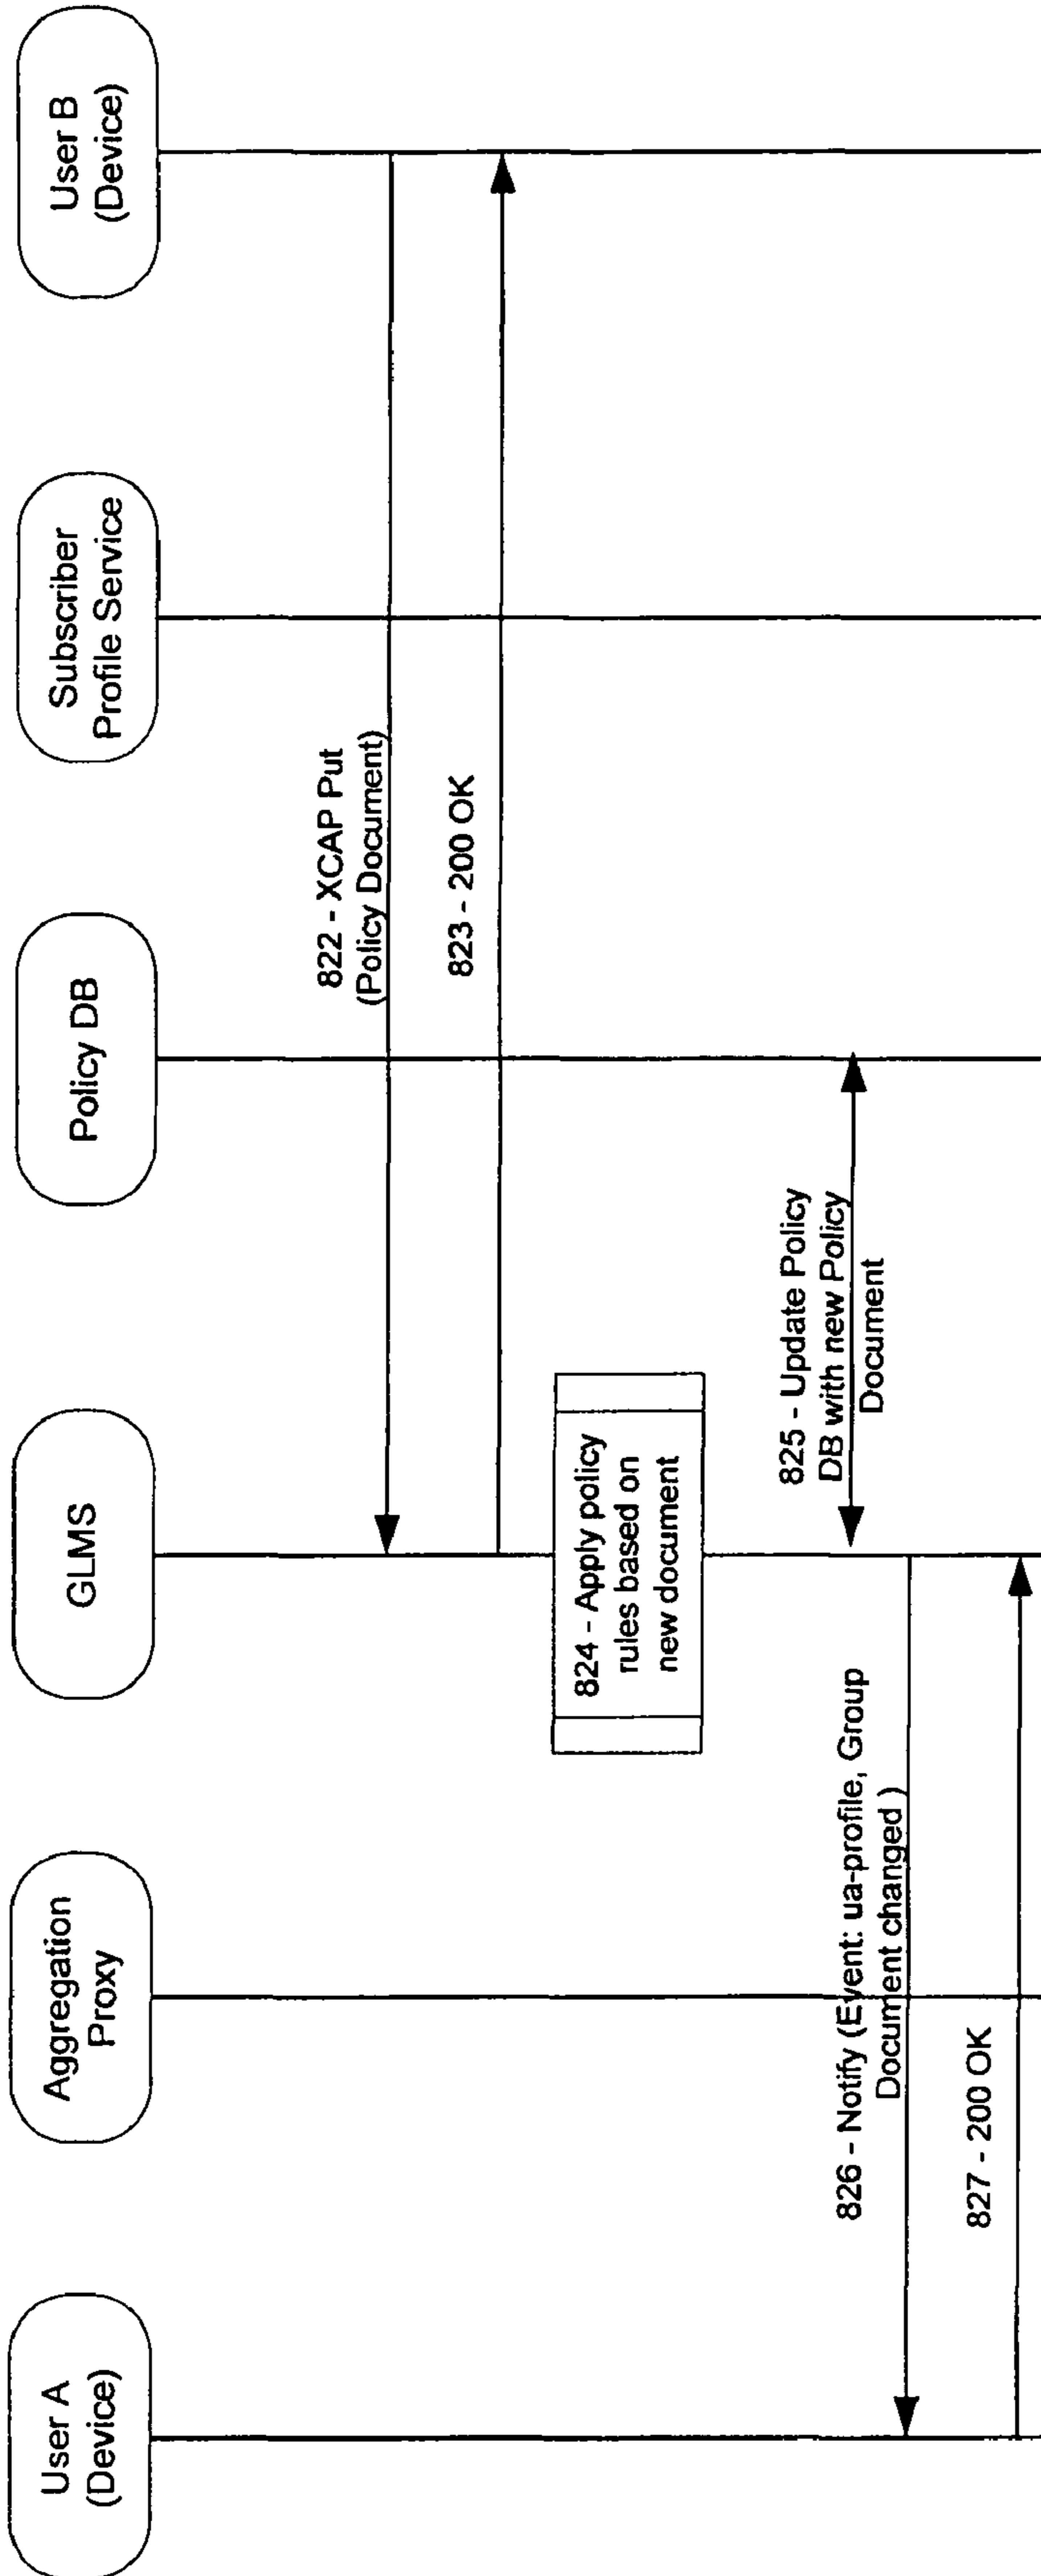 User A
(Device)
Aggregation
Proxy
GLMS
Policy DB
Subscriber
Profile Service
User B
(Device)
822 - XCAP Put
(Policy Document)
823 - 200 OK
824 - Apply policy
rules based on
new document
825 - Update Policy
DB with new Policy
Document
826 - Notify (Event: ua-profile, Group
Document changed )
827 - 200 OK